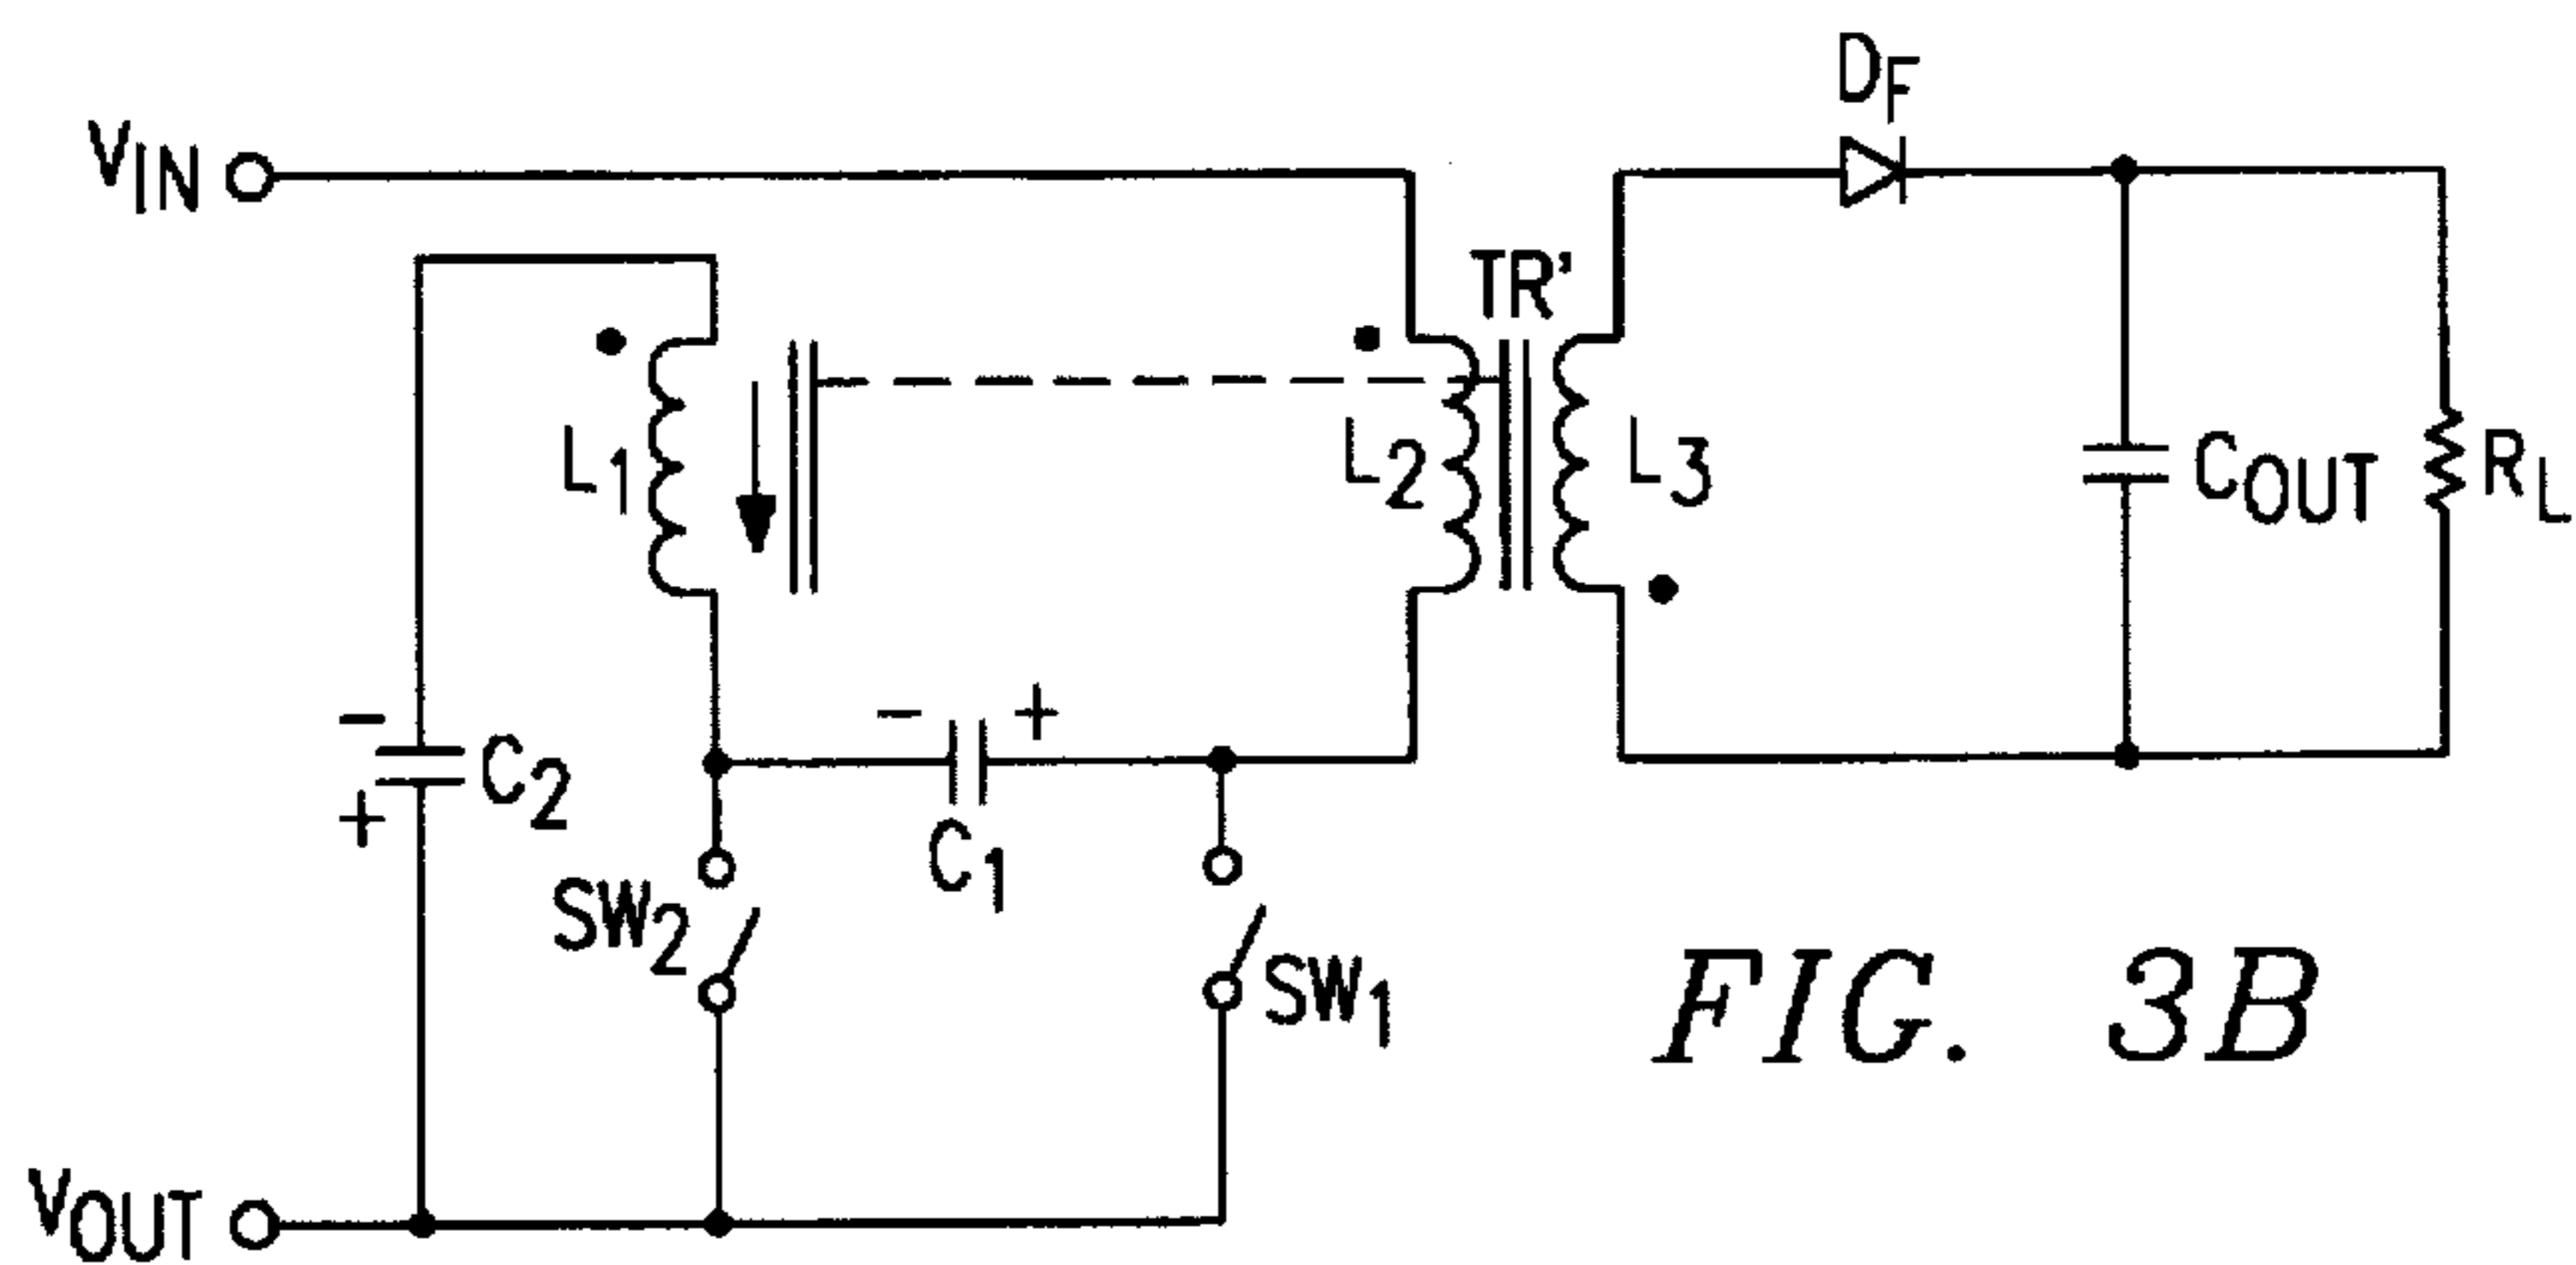 D_F
V_IN
TR'
L_1
L_2
L_3
C_OUT
R_L
- +
- C_2
+
C_1
SW_2
SW_1
FIG. 3B
V_OUT